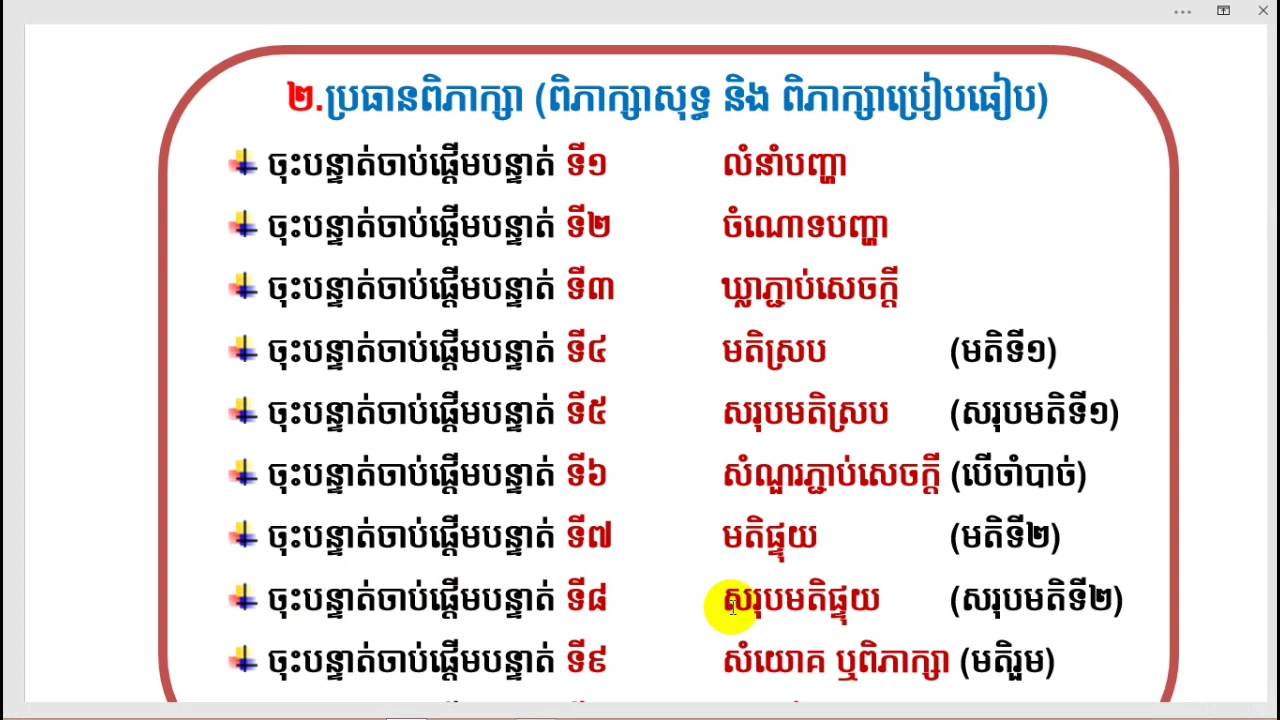 ២.ប្រធានពិភាក្សា (ពិភាក្សាសុទ្ធ និង ពិភាក្សាប្រៀបធៀប)
ចុះបន្ទាត់ចាប់ផ្ដើមបន្ទាត់ ទី១ លំនាំបញ្ហា
ចុះបន្ទាត់ចាប់ផ្ដើមបន្ទាត់ ទី២ ចំណោទបញ្ហា
ចុះបន្ទាត់ចាប់ផ្ដើមបន្ទាត់ ទី៣ ឃ្លាភ្ជាប់សេចក្ដី
ចុះបន្ទាត់ចាប់ផ្ដើមបន្ទាត់ ទី៤ មតិស្រប (មតិទី១)
ចុះបន្ទាត់ចាប់ផ្ដើមបន្ទាត់ ទី៥ សរុបមតិស្រប (សរុបមតិទី១)
ចុះបន្ទាត់ចាប់ផ្ដើមបន្ទាត់ ទី៦ សំណួរភ្ជាប់សេចក្ដី (បើចាំបាច់)
ចុះបន្ទាត់ចាប់ផ្ដើមបន្ទាត់ ទី៧ មតិផ្ទុយ (មតិទី២)
ចុះបន្ទាត់ចាប់ផ្ដើមបន្ទាត់ ទី៨ សរុបមតិផ្ទុយ (សរុបមតិទី២)
ចុះបន្ទាត់ចាប់ផ្ដើមបន្ទាត់ ទី៩ សំយោគ ឬពិភាក្សា (មតិរួម)